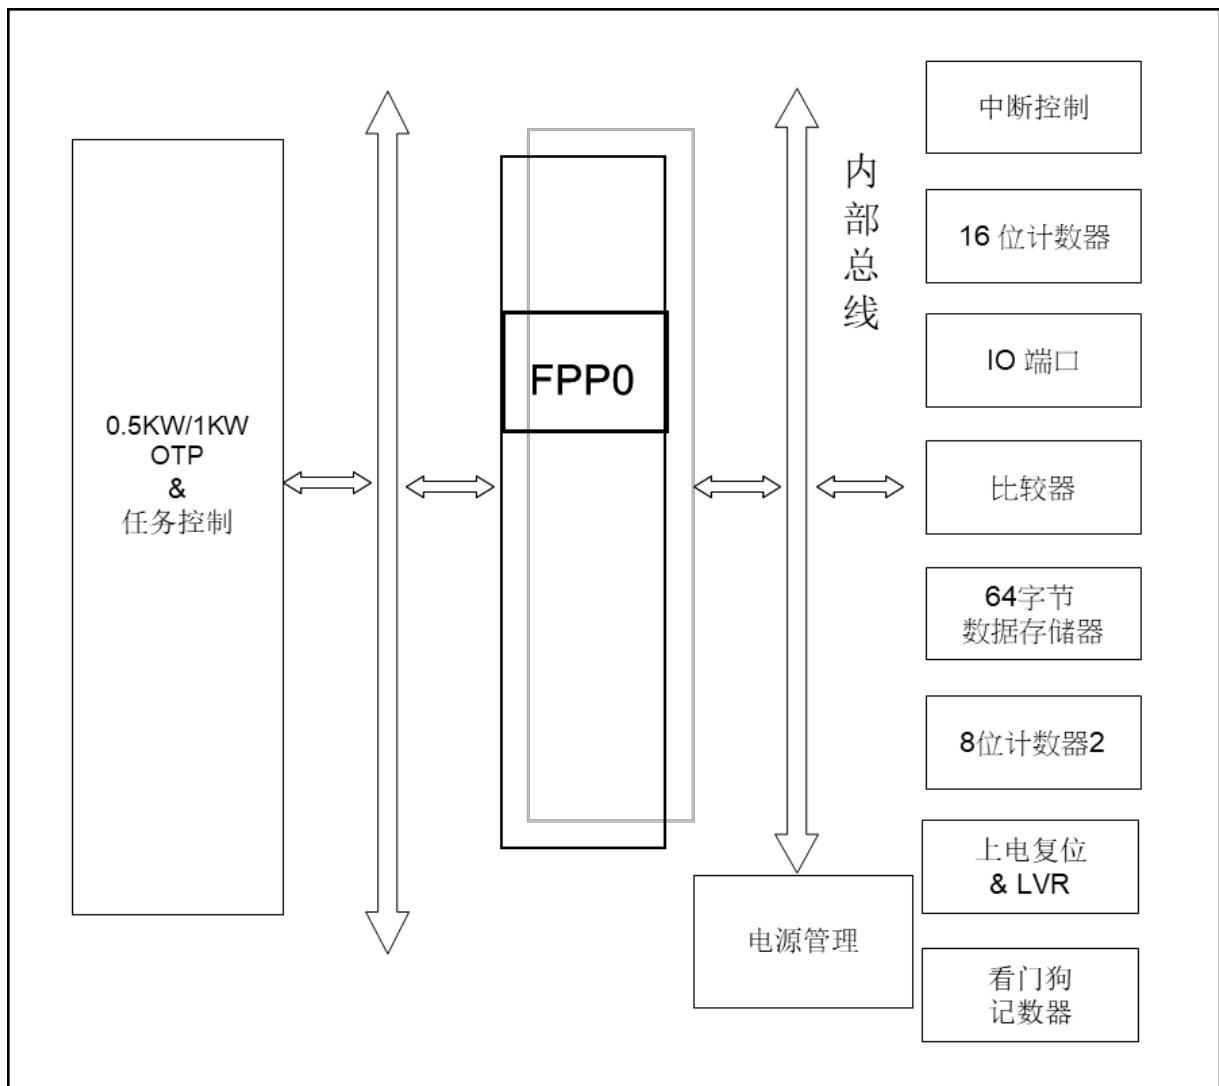 0.5KW/1KW
OTP
&
任务控制
FPP0
内部总线
中断控制
16 位计数器
IO 端口
比较器
64字节
数据存储器
8位计数器2
上电复位
& LVR
电源管理
看门狗
记数器